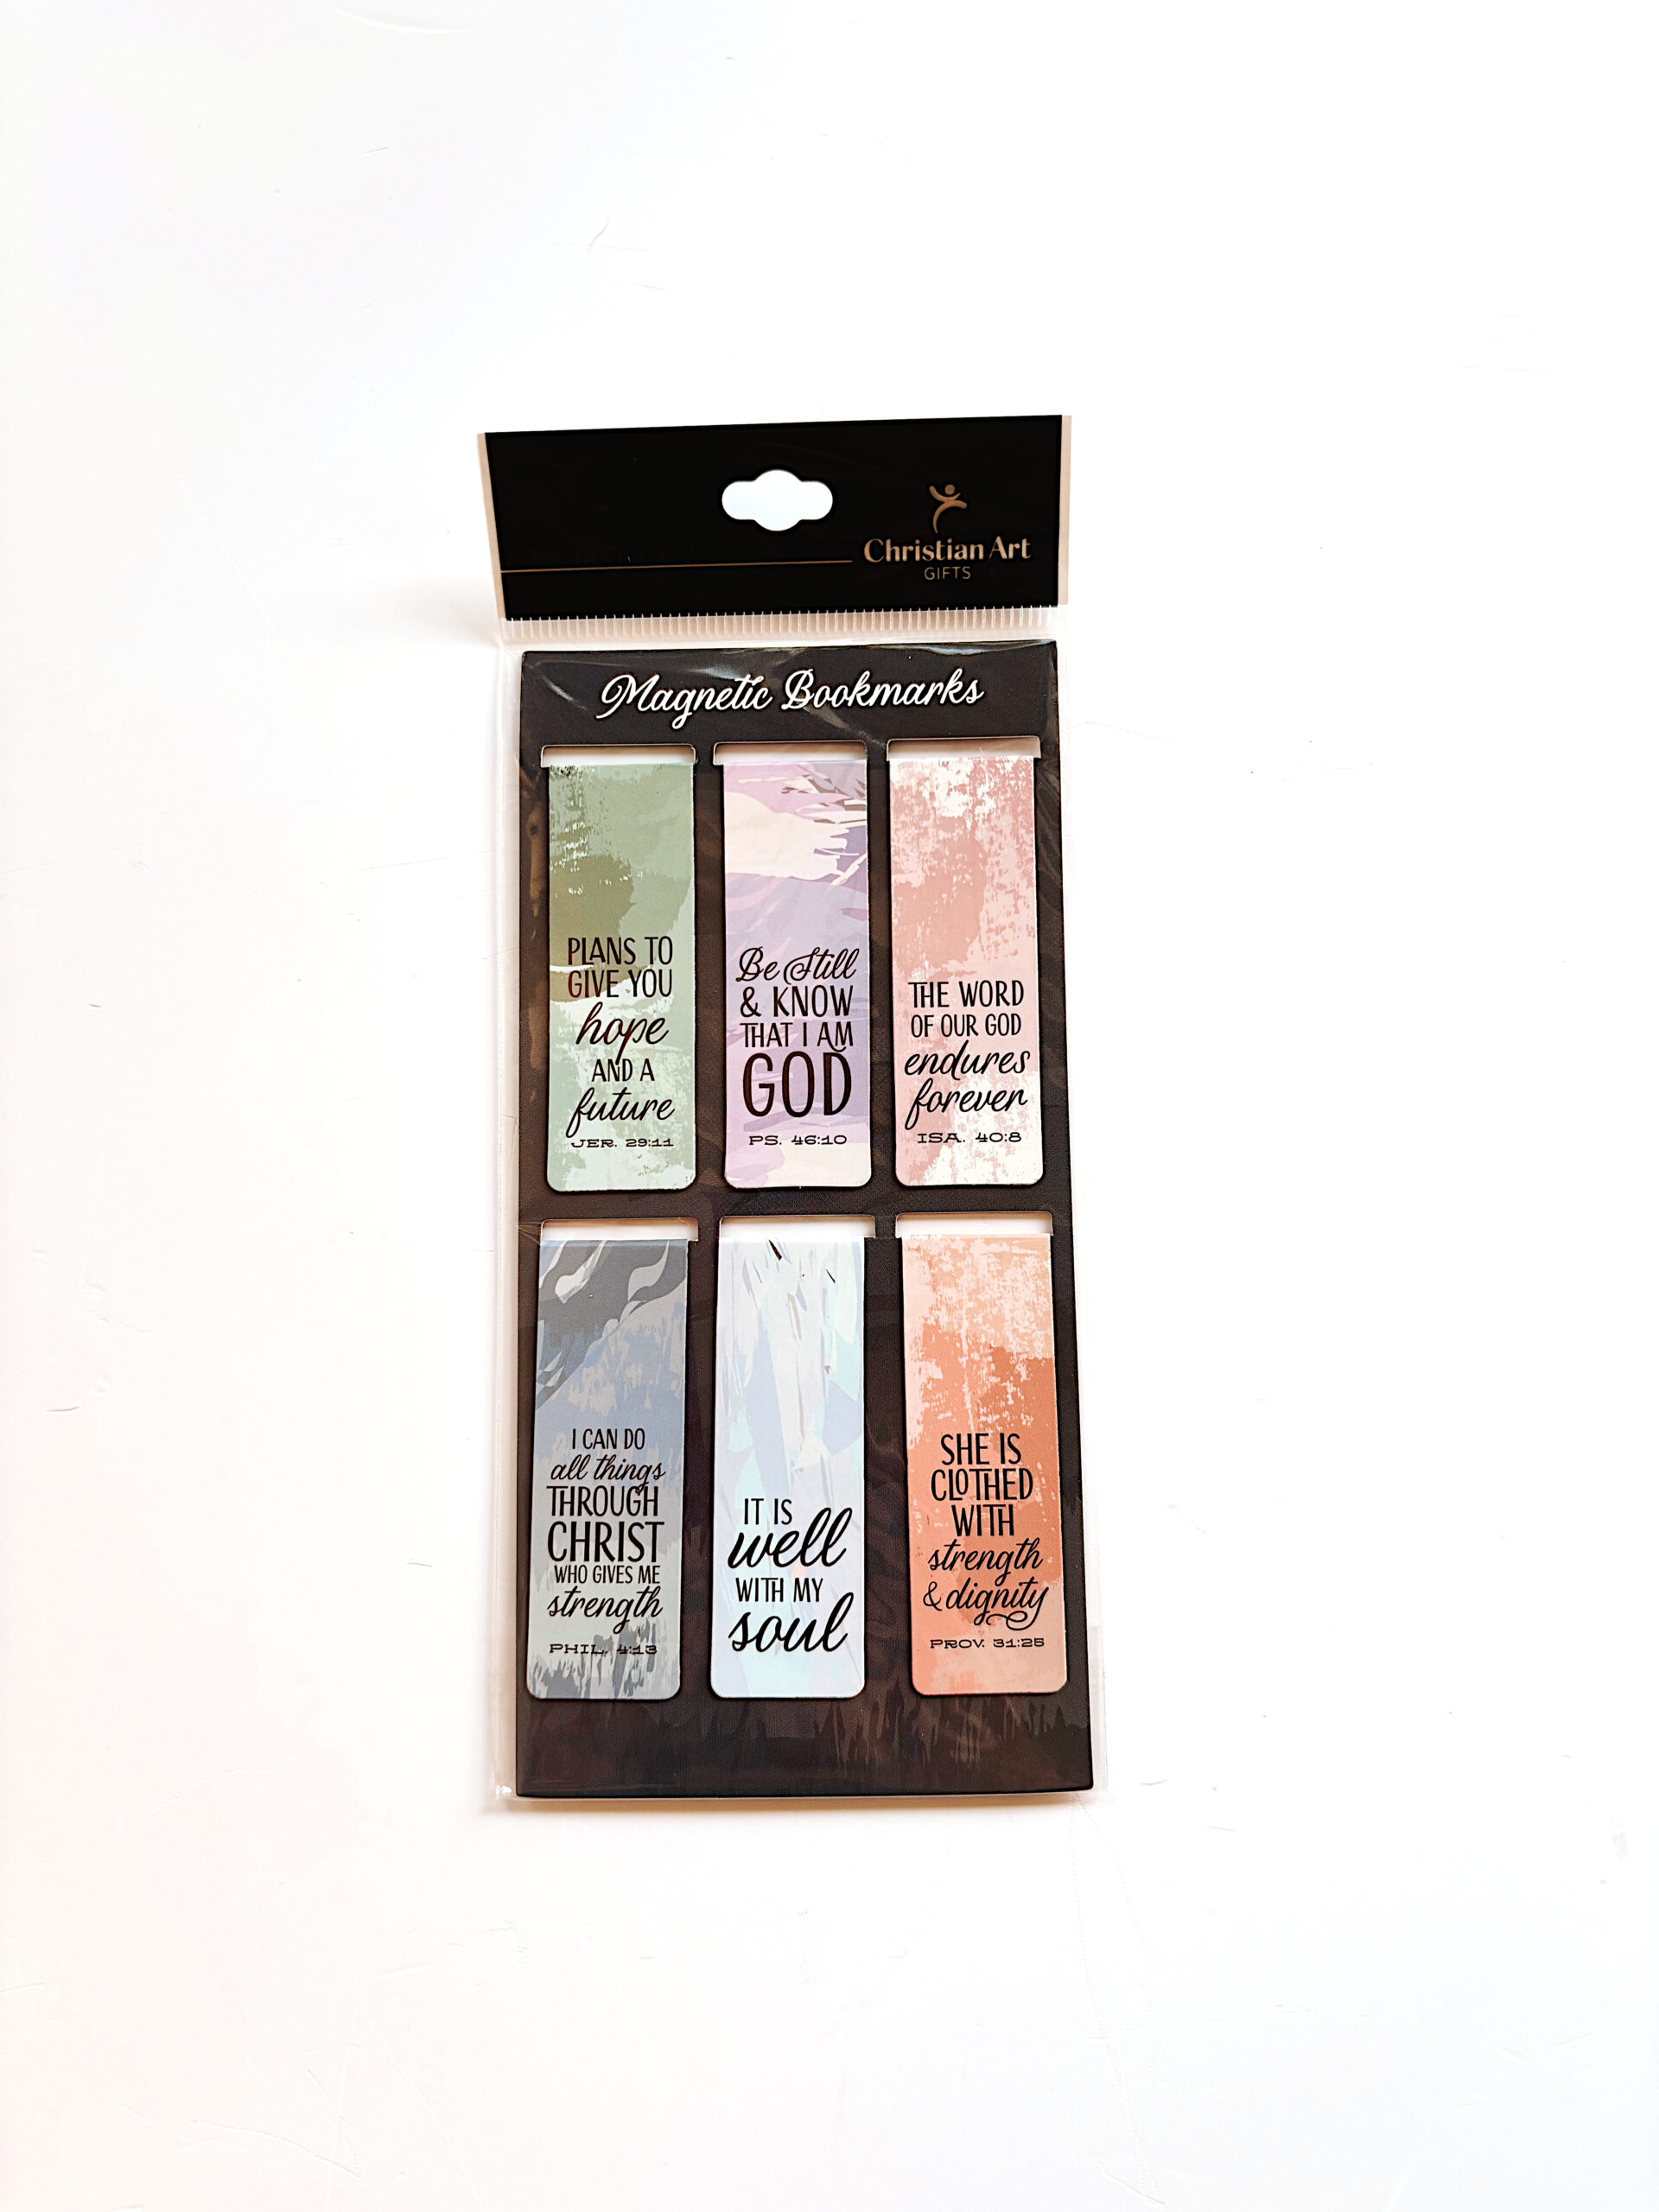 Christian Art
GIFTS
Magnetic Bookmarks
PLANS TO
GIVE YOU
hope
AND A
future
JER. 29:11
Be Still
& KNOW
THAT I AM
GOD
PS. 46:10
THE WORD
OF OUR GOD
endures
forever
ISA. 40:8
I CAN DO
all things
THROUGH
CHRIST
WHO GIVES ME
strength
PHIL. 4:13
IT IS
well
WITH MY
soul
SHE IS
CLOTHED
WITH
strength
& dignity
PROV. 31:25